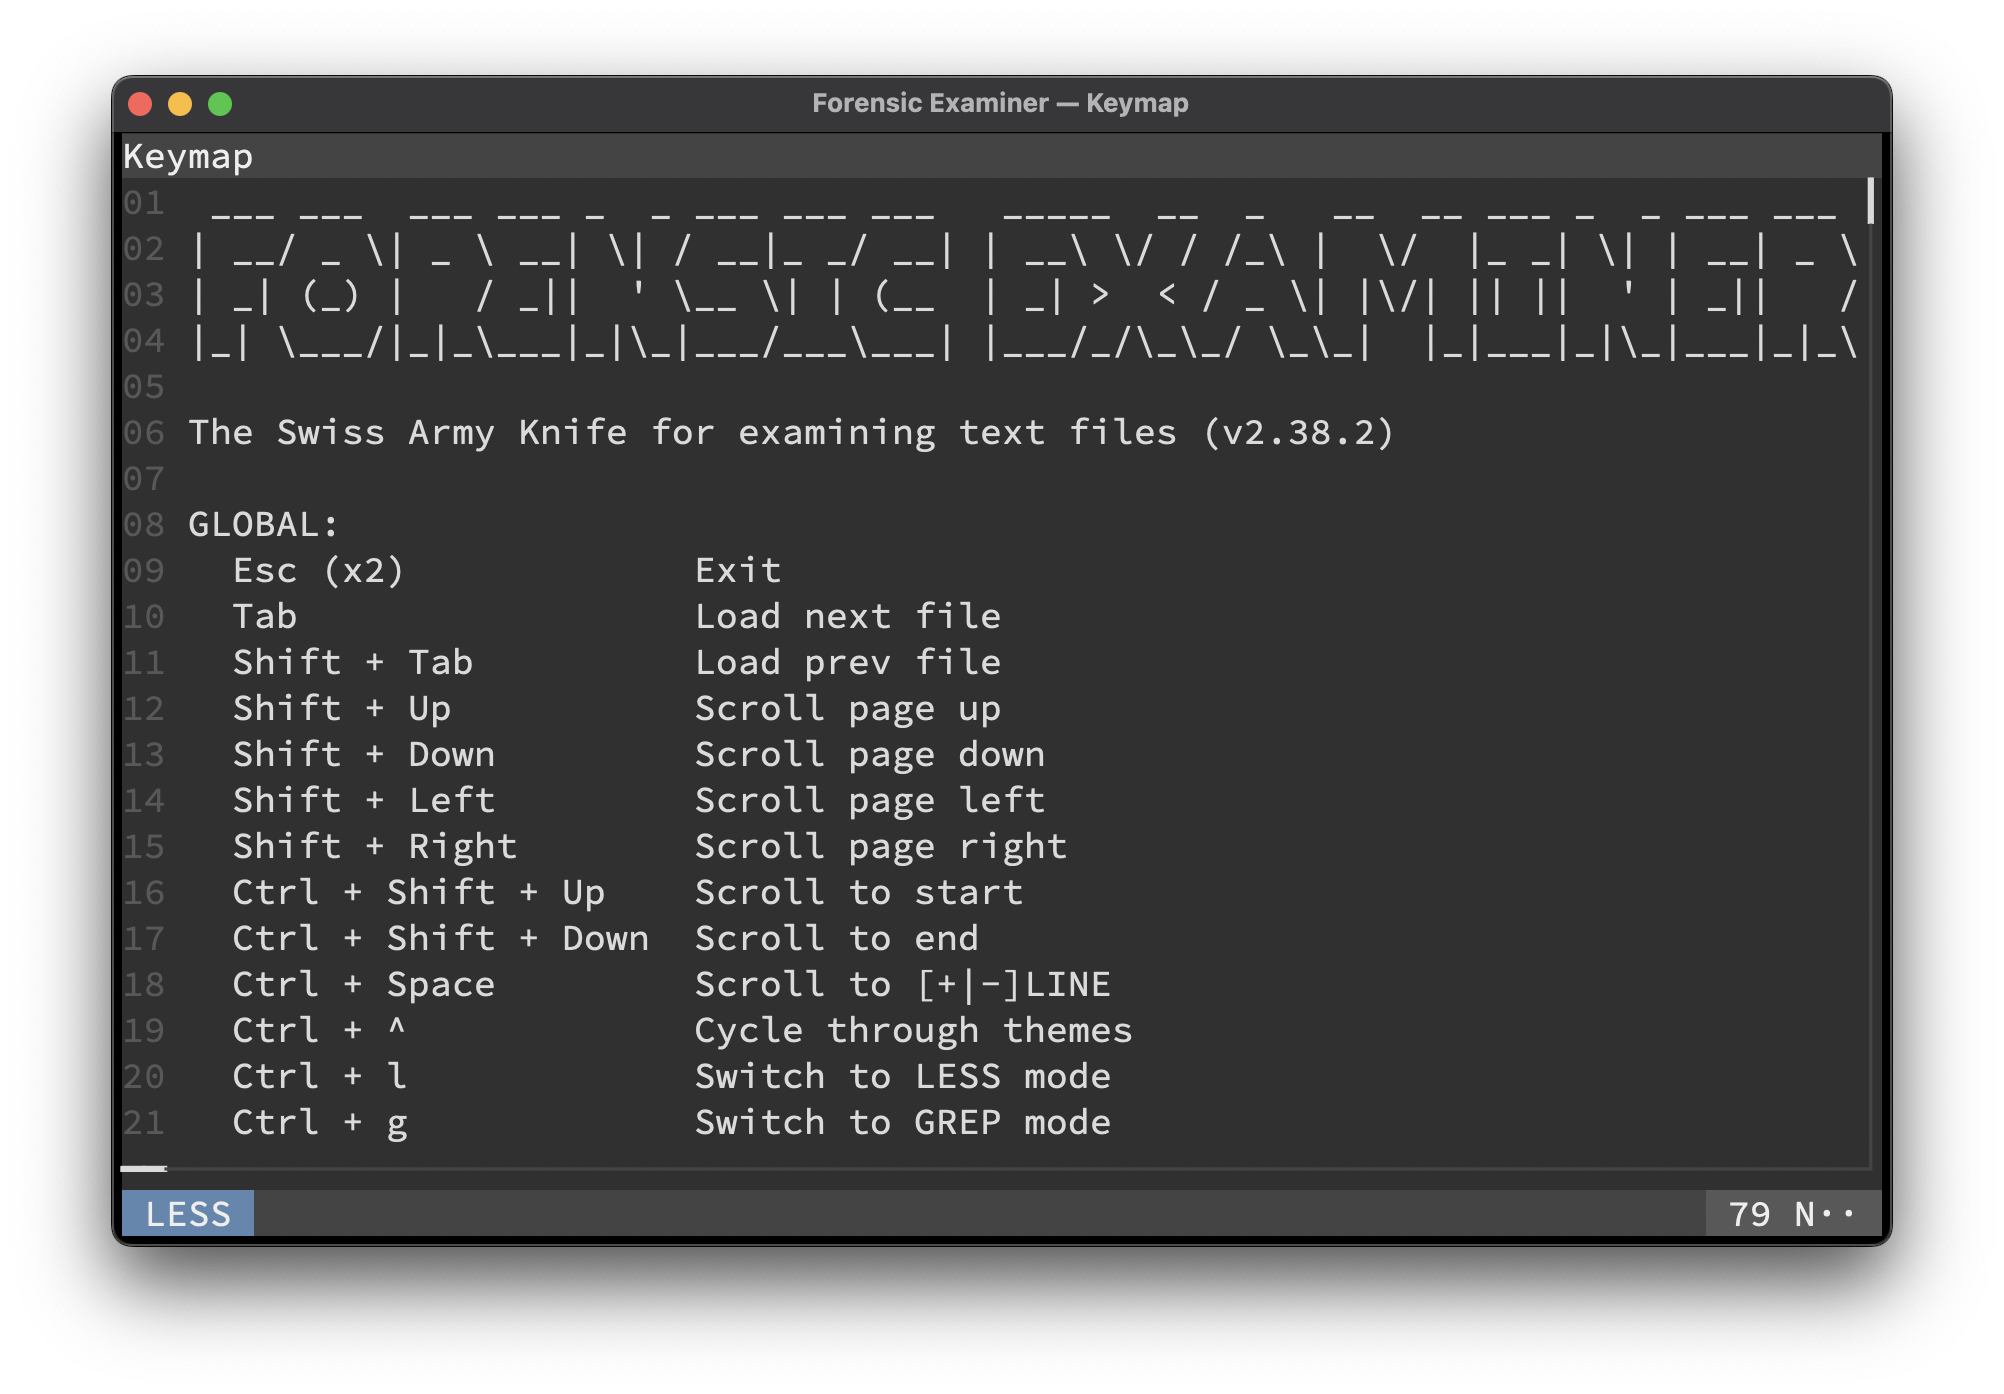 Forensic Examiner — Keymap
Keymap
01   ___ ___  ___ ___ _  _ ___ ___ ___   _____  __  _   __  __ ___ _  _ ___ ___
02 | __/ _ \| _ \ __| \| / __|_ _/ __| | __\ \/ / /_\ |  \/  |_ _| \| | __| _ \
03 | _| (_) |   / _||  ' \__ \| | (__  | _| >  < / _ \| |\/| || ||  ' | _||   /
04 |_| \___/|_|_\___|_|\_|___/___\___| |___/_/\_\_/ \_\_|  |_|___|_|\_|___|_|_\
05
06 The Swiss Army Knife for examining text files (v2.38.2)
07
08 GLOBAL:
09   Esc (x2)             Exit
10   Tab                  Load next file
11   Shift + Tab          Load prev file
12   Shift + Up           Scroll page up
13   Shift + Down         Scroll page down
14   Shift + Left         Scroll page left
15   Shift + Right        Scroll page right
16   Ctrl + Shift + Up    Scroll to start
17   Ctrl + Shift + Down  Scroll to end
18   Ctrl + Space         Scroll to [+|-]LINE
19   Ctrl + ^             Cycle through themes
20   Ctrl + l             Switch to LESS mode
21   Ctrl + g             Switch to GREP mode
LESS 79 N··